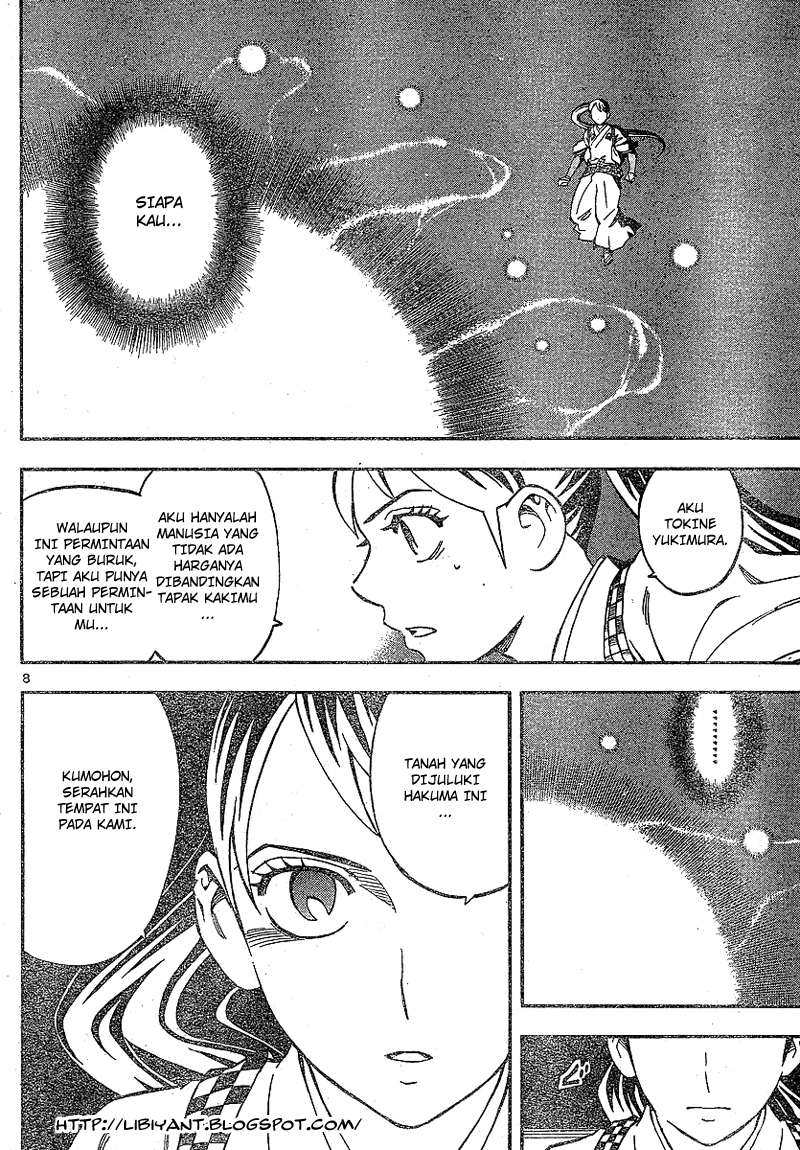 SIAPA
KAU...
AKU
TOKINE
YUKIMURA.
AKU HANYALAH
MANUSIA YANG
TIDAK ADA
HARGANYA
DIBANDINGKAN
TAPAK KAKIMU
...
WALAUPUN
INI PERMINTAAN
YANG BURUK,
TAPI AKU PUNYA
SEBUAH PERMIN-
TAAN UNTUK
MU...
8
.........
TANAH YANG
DIJULUKI
HAKUMA INI
...
KUMOHON,
SERAHKAN
TEMPAT INI
PADA KAMI.
HTTP://LIBIYANT.BLOGSPOT.COM/